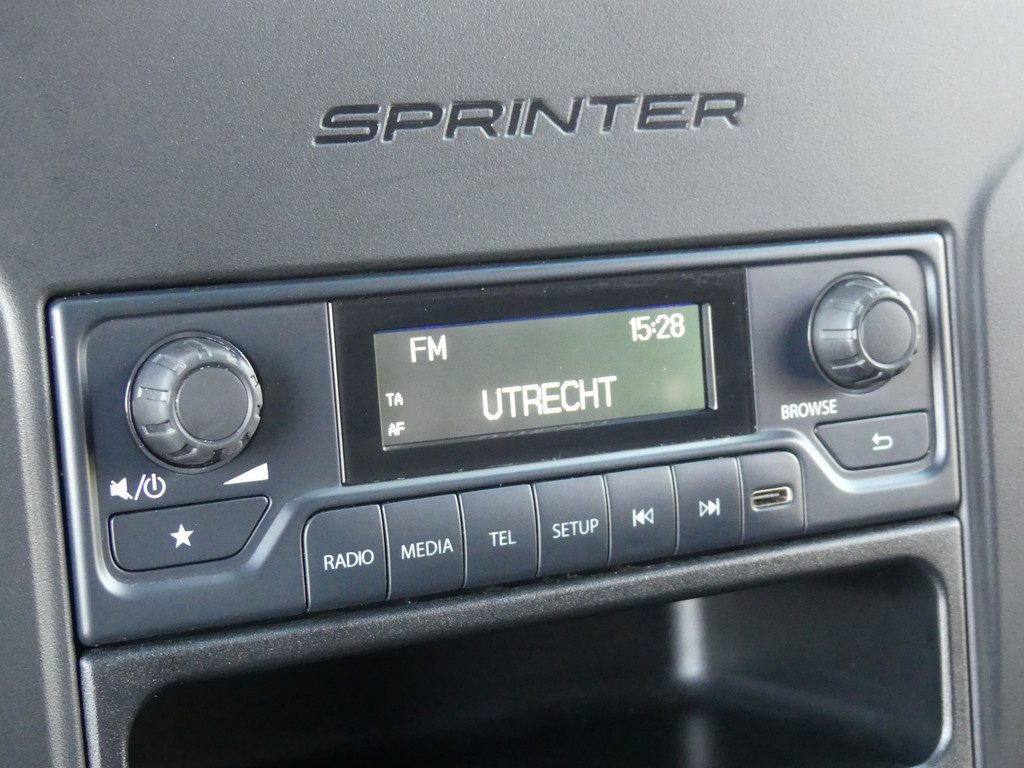 SPRINTER
FM 15:28
TA
UTRECHT
AF
BROWSE
RADIO MEDIA TEL SETUP